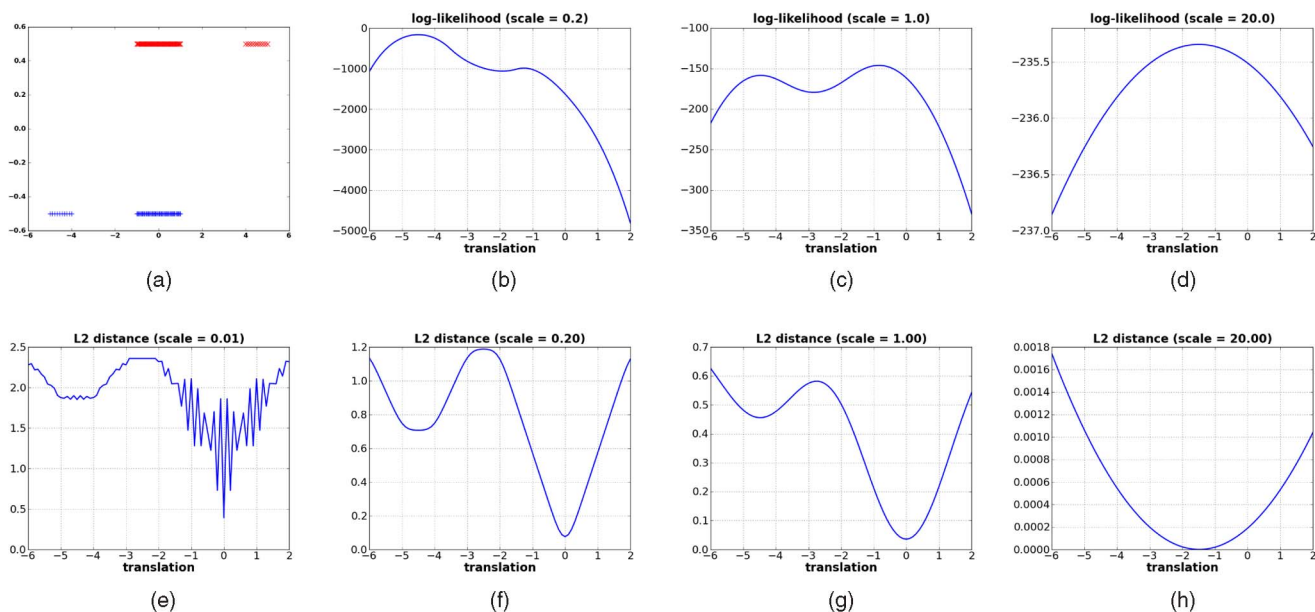 log-likelihood (scale = 0.2)
log-likelihood (scale = 1.0)
log-likelihood (scale = 20.0)
0.6
0.4
0.2
0.0
−0.2
−0.4
−0.6
−6 −4 −2 0 2 4 6
0
−1000
−2000
−3000
−4000
−5000
−6 −5 −4 −3 −2 −1 0 1 2
translation
−100
−150
−200
−250
−300
−350
−6 −5 −4 −3 −2 −1 0 1 2
translation
−235.5
−236.0
−236.5
−237.0
−6 −5 −4 −3 −2 −1 0 1 2
translation
(a)
(b)
(c)
(d)
L2 distance (scale = 0.01)
L2 distance (scale = 0.20)
L2 distance (scale = 1.00)
L2 distance (scale = 20.00)
2.5
2.0
1.5
1.0
0.5
0.0
−6 −5 −4 −3 −2 −1 0 1 2
translation
1.2
1.0
0.8
0.6
0.4
0.2
0.0
−6 −5 −4 −3 −2 −1 0 1 2
translation
0.7
0.6
0.5
0.4
0.3
0.2
0.1
0.0
−6 −5 −4 −3 −2 −1 0 1 2
translation
0.0018
0.0016
0.0014
0.0012
0.0010
0.0008
0.0006
0.0004
0.0002
0.0000
−6 −5 −4 −3 −2 −1 0 1 2
translation
(e)
(f)
(g)
(h)